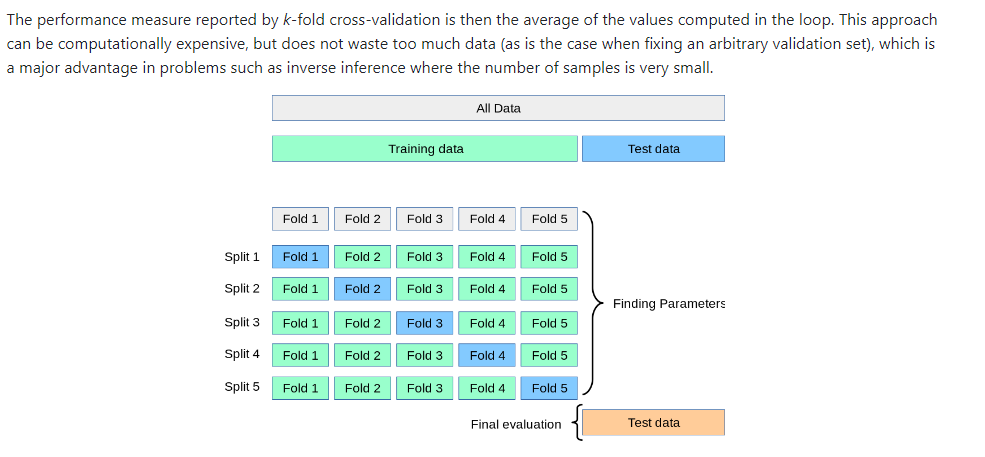 The performance measure reported by k-fold cross-validation is then the average of the values computed in the loop. This approach
can be computationally expensive, but does not waste too much data (as is the case when fixing an arbitrary validation set), which is
a major advantage in problems such as inverse inference where the number of samples is very small.
All Data
Training data Test data
Fold 1 Fold 2 Fold 3 Fold 4 Fold 5
Split 1 Fold 1 Fold 2 Fold 3 Fold 4 Fold 5
Split 2 Fold 1 Fold 2 Fold 3 Fold 4 Fold 5
Finding Parameters
Split 3 Fold 1 Fold 2 Fold 3 Fold 4 Fold 5
Split 4 Fold 1 Fold 2 Fold 3 Fold 4 Fold 5
Split 5 Fold 1 Fold 2 Fold 3 Fold 4 Fold 5
Final evaluation Test data